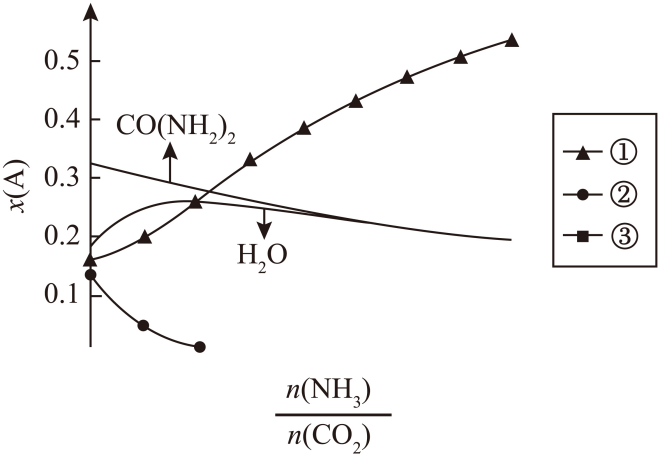 0.5
0.4
CO(NH₂)₂
0.3
x(A)
0.2
H₂O
0.1
n(NH₃)
n(CO₂)
①
②
③